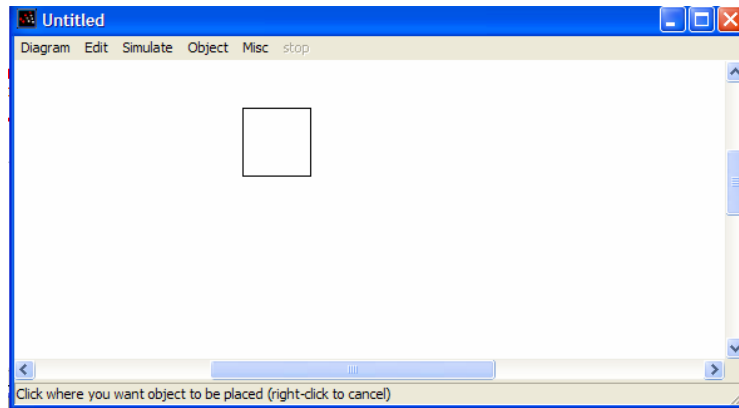 Untitled
Diagram Edit Simulate Object Misc stop
Click where you want object to be placed (right-click to cancel)